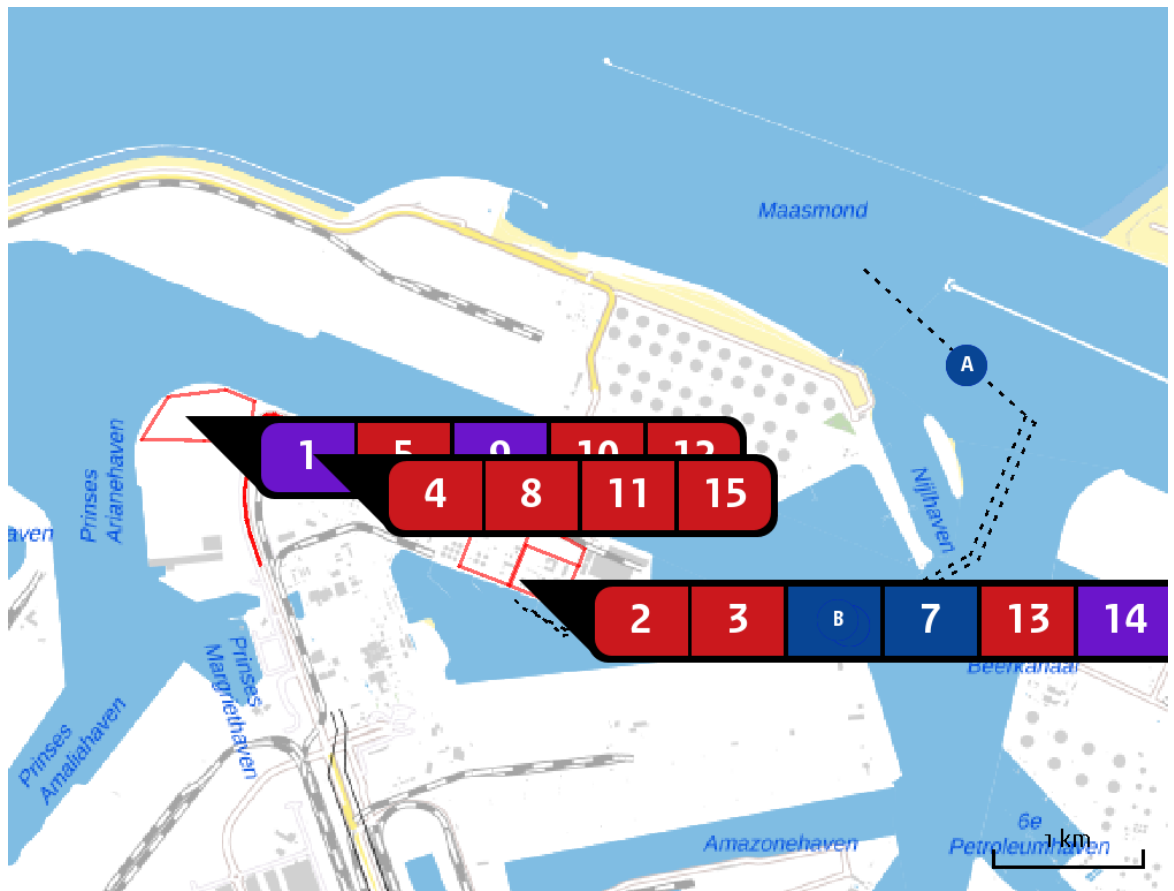 Maasmond
A
Prinses
Arianehaven
aven
1 5 9 10 12
4 8 11 15
Nijlhaven
2 3 B 7 13 14
Beerkanaal
Prinses
Margriethaven
Prinses
Amaliahaven
Amazonehaven
6e
Petroleumhaven
1 km